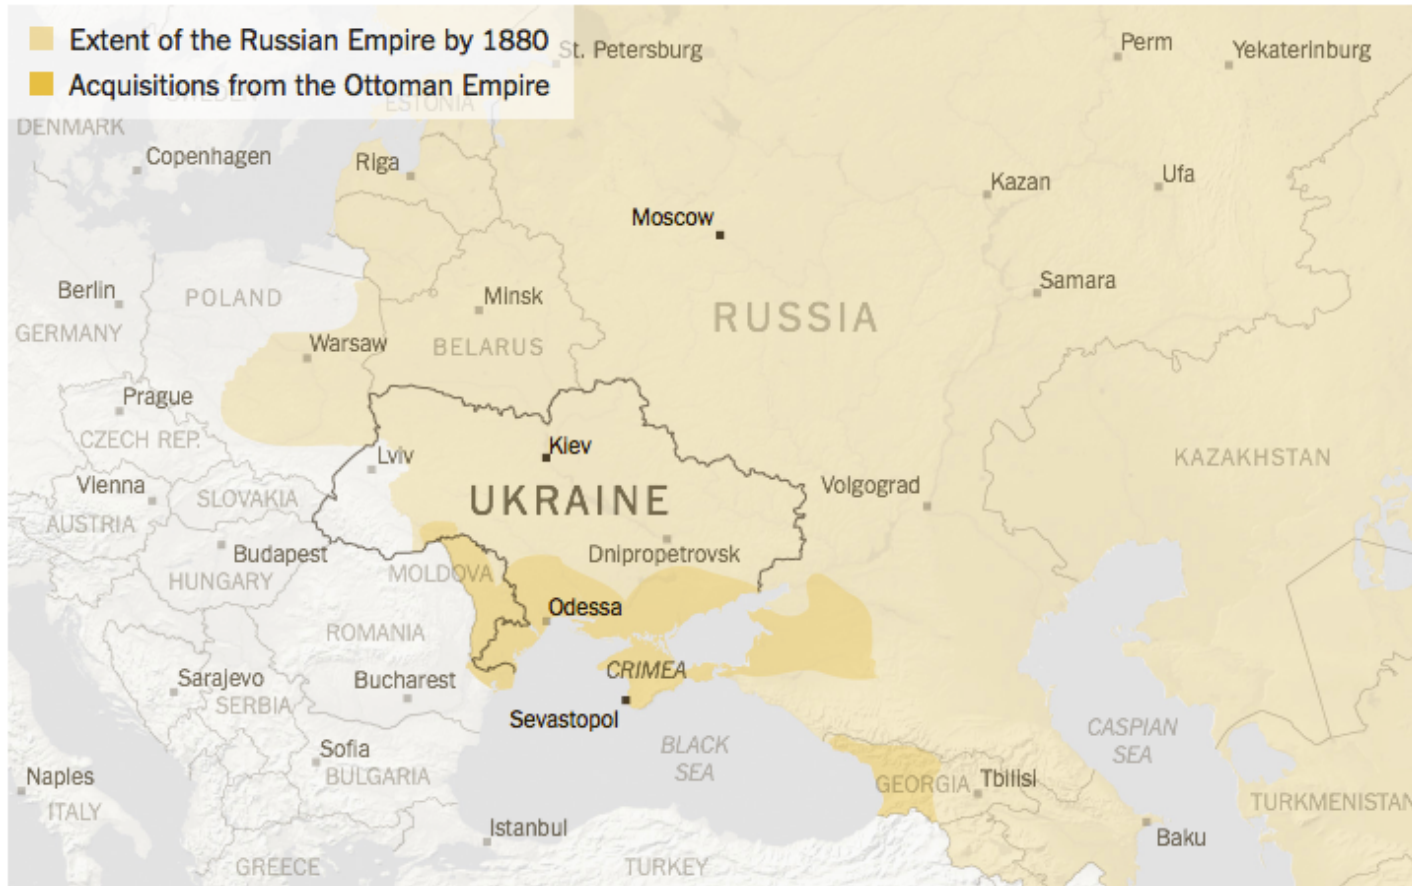 Extent of the Russian Empire by 1880
Acquisitions from the Ottoman Empire
St. Petersburg
Perm
Yekaterinburg
SWEDEN
ESTONIA
DENMARK
Copenhagen
Riga
Kazan
Ufa
Moscow
Samara
Berlin
POLAND
Minsk
RUSSIA
GERMANY
Warsaw
BELARUS
Prague
CZECH REP.
Kiev
Lviv
KAZAKHSTAN
Vienna
SLOVAKIA
UKRAINE
Volgograd
AUSTRIA
Budapest
Dnipropetrovsk
HUNGARY
MOLDOVA
Odessa
ROMANIA
CRIMEA
Sarajevo
Bucharest
SERBIA
Sevastopol
BLACK
SEA
CASPIAN
SEA
Sofia
BULGARIA
Naples
GEORGIA
Tbilisi
ITALY
TURKMENISTAN
Istanbul
Baku
GREECE
TURKEY